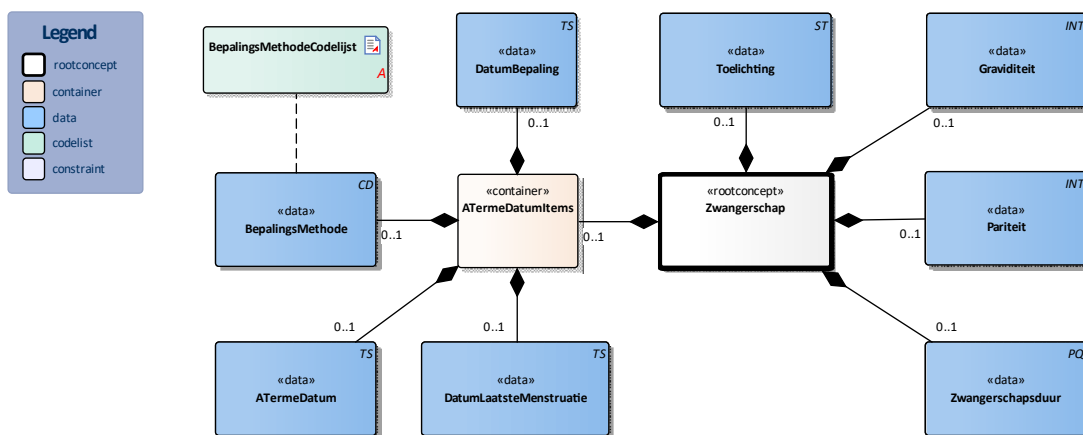 Legend
rootconcept
container
data
codelist
constraint
BepalingsMethodeCodelijst
A
TS
«data»
DatumBepaling
0..1
ST
«data»
Toelichting
0..1
INT
«data»
Graviditeit
0..1
CD
«data»
BepalingsMethode
0..1
«container»
ATermeDatumItems
0..1
«rootconcept»
Zwangerschap
INT
«data»
Pariteit
0..1
0..1
TS
«data»
ATermeDatum
0..1
TS
«data»
DatumLaatsteMenstruatie
0..1
PQ
«data»
Zwangerschapsduur